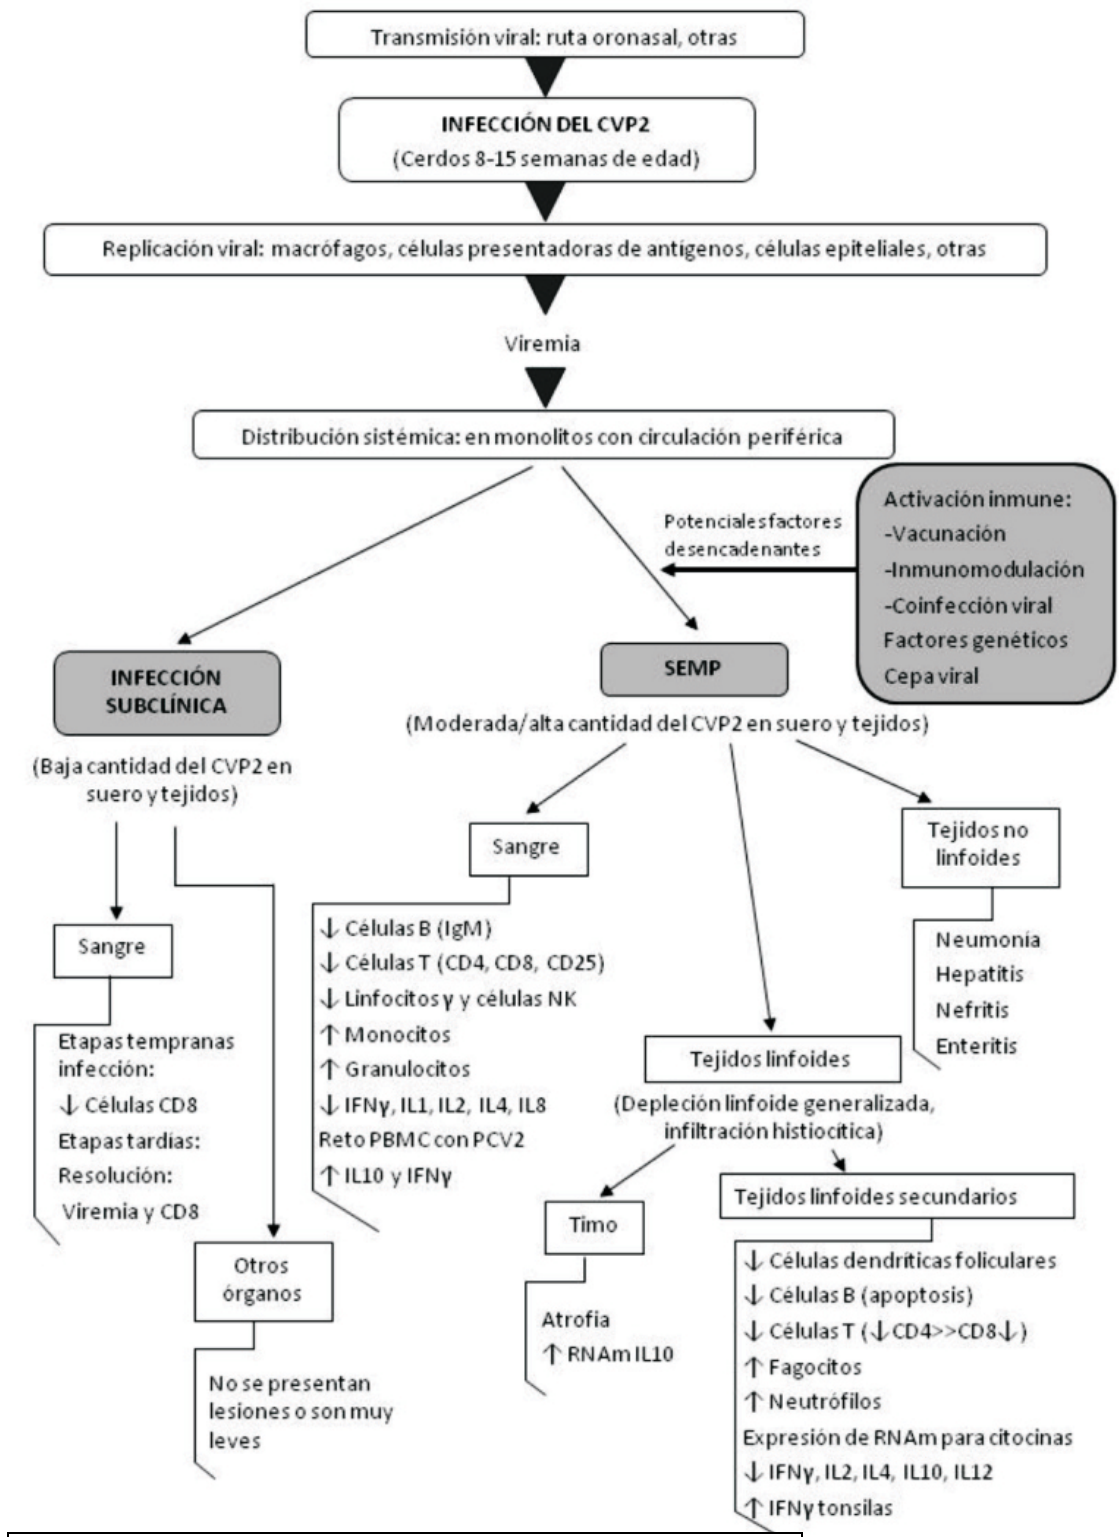 Transmisión viral: ruta oronasal, otras
INFECCIÓN DEL CVP2
(Cerdos 8-15 semanas de edad)
Replicación viral: macrófagos, células presentadoras de antígenos, células epiteliales, otras
Viremia
Distribución sistémica: en monolitos con circulación periférica
Potenciales factores
desencadenantes
Activación inmune:
-Vacunación
-Inmunomodulación
-Coinfección viral
Factores genéticos
Cepa viral
INFECCIÓN
SUBCLÍNICA
(Baja cantidad del CVP2 en
suero y tejidos)
Sangre
Etapas tempranas
infección:
↓ Células CD8
Etapas tardías:
Resolución:
Viremia y CD8
Otros
órganos
No se presentan
lesiones o son muy
leves
SEMP
(Moderada/alta cantidad del CVP2 en suero y tejidos)
Sangre
↓ Células B (IgM)
↓ Células T (CD4, CD8, CD25)
↓ Linfocitos γ y células NK
↑ Monocitos
↑ Granulocitos
↓ IFNγ, IL1, IL2, IL4, IL8
Reto PBMC con PCV2
↑ IL10 y IFNγ
Tejidos linfoides
(Depleción linfoide generalizada,
infiltración histiocítica)
Timo
Atrofia
↑ RNAm IL10
Tejidos linfoides secundarios
↓ Células dendríticas foliculares
↓ Células B (apoptosis)
↓ Células T (↓CD4>>CD8↓)
↑ Fagocitos
↑ Neutrófilos
Expresión de RNAm para citocinas
↓ IFNγ, IL2, IL4, IL10, IL12
↑ IFNγ tonsilas
Tejidos no
linfoides
Neumonía
Hepatitis
Nefritis
Enteritis